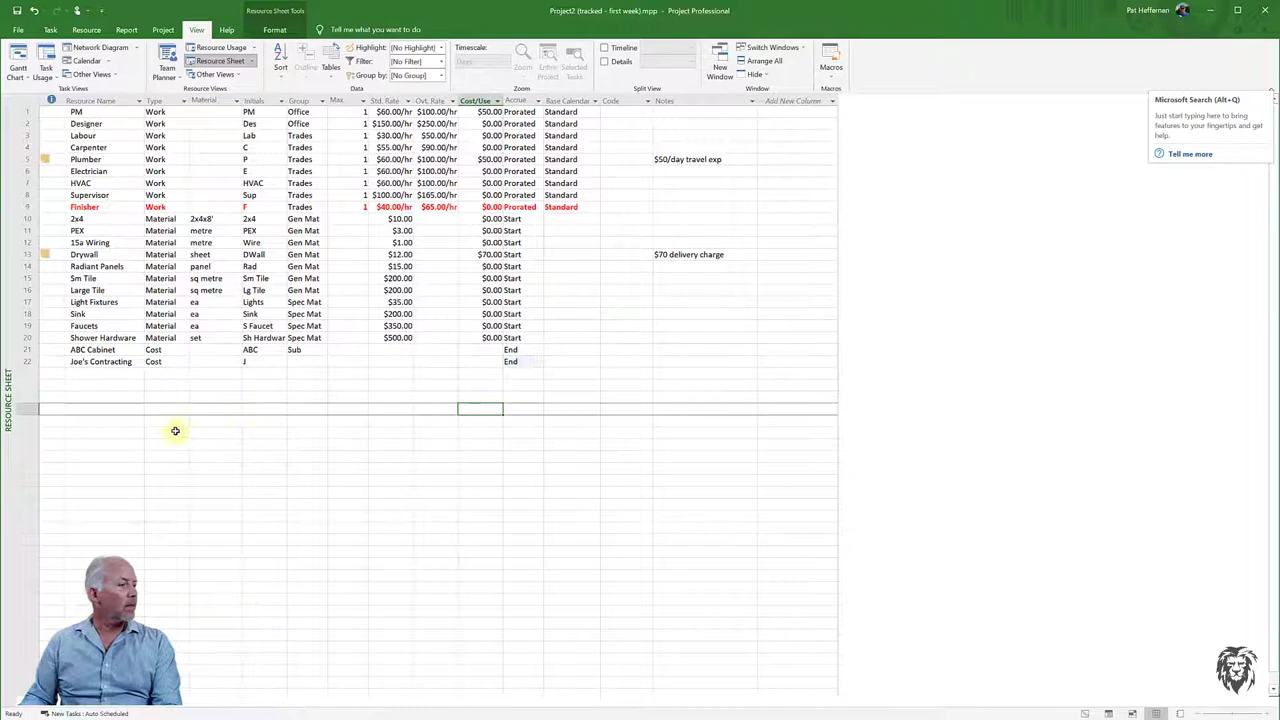 Resource Sheet Tools
Project2 (tracked - first week).mpp - Project Professional
Pat Heffernan
File Task Resource Report Project View Help Format Tell me what you want to do
Gantt Chart
Task Usage
Network Diagram
Calendar
Other Views
Task Views
Team Planner
Resource Usage
Resource Sheet
Other Views
Resource Views
Sort
Outline
Tables
Highlight: [No Highlight]
Filter: [No Filter]
Group by: [No Group]
Data
Timescale:
Days
Zoom
Entire Project
Selected Tasks
Zoom
Timeline
Details
Split View
New Window
Switch Windows
Arrange All
Hide
Window
Macros
Macros
Microsoft Search (Alt+Q)
Just start typing here to bring
features to your fingertips and get
help.
Tell me more
Resource Name Type Material Initials Group Max. Std. Rate Ovt. Rate Cost/Use Accrue Base Calendar Code Notes Add New Column
1 PM Work PM Office 1 $60.00/hr $100.00/hr $50.00 Prorated Standard
2 Designer Work Des Office 1 $150.00/hr $250.00/hr $0.00 Prorated Standard
3 Labour Work Lab Trades 1 $30.00/hr $50.00/hr $0.00 Prorated Standard
4 Carpenter Work C Trades 1 $55.00/hr $90.00/hr $0.00 Prorated Standard
5 Plumber Work P Trades 1 $60.00/hr $100.00/hr $50.00 Prorated Standard $50/day travel exp
6 Electrician Work E Trades 1 $60.00/hr $100.00/hr $0.00 Prorated Standard
7 HVAC Work HVAC Trades 1 $60.00/hr $100.00/hr $0.00 Prorated Standard
8 Supervisor Work Sup Trades 1 $100.00/hr $165.00/hr $0.00 Prorated Standard
9 Finisher Work F Trades 1 $40.00/hr $65.00/hr $0.00 Prorated Standard
10 2x4 Material 2x4x8' 2x4 Gen Mat $10.00 $0.00 Start
11 PEX Material metre PEX Gen Mat $3.00 $0.00 Start
12 15a Wiring Material metre Wire Gen Mat $1.00 $0.00 Start
13 Drywall Material sheet DWall Gen Mat $12.00 $70.00 Start $70 delivery charge
14 Radiant Panels Material panel Rad Gen Mat $15.00 $0.00 Start
15 Sm Tile Material sq metre Sm Tile Gen Mat $200.00 $0.00 Start
16 Large Tile Material sq metre Lg Tile Gen Mat $200.00 $0.00 Start
17 Light Fixtures Material ea Lights Spec Mat $35.00 $0.00 Start
18 Sink Material ea Sink Spec Mat $200.00 $0.00 Start
19 Faucets Material ea S Faucet Spec Mat $350.00 $0.00 Start
20 Shower Hardware Material set Sh Hardwar Spec Mat $500.00 $0.00 Start
21 ABC Cabinet Cost ABC Sub End
22 Joe's Contracting Cost J End
RESOURCE SHEET
Ready New Tasks : Auto Scheduled